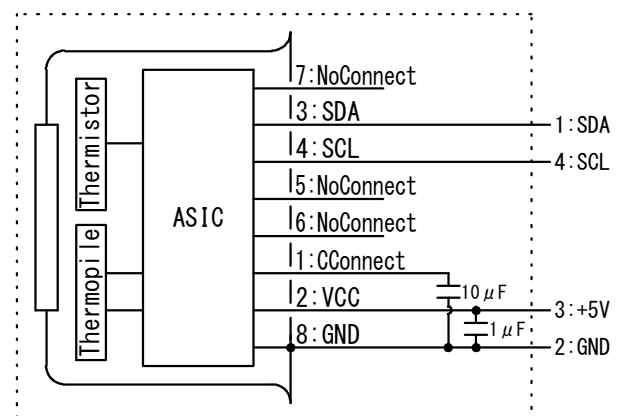 7:NoConnect
3:SDA
1:SDA
4:SCL
4:SCL
5:NoConnect
6:NoConnect
1:CConnect
10μF
2:VCC
3:+5V
1μF
8:GND
2:GND
Thermistor
Thermopile
ASIC